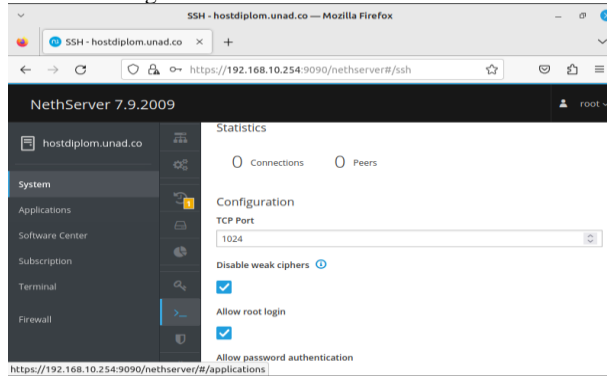 SSH - hostdiplom.unad.co — Mozilla Firefox
SSH - hostdiplom.unad.co
https://192.168.10.254:9090/nethserver#/ssh
NethServer 7.9.2009
root
hostdiplom.unad.co
System
Applications
Software Center
Subscription
Terminal
Firewall
1
Statistics
0 Connections 0 Peers
Configuration
TCP Port
1024
Disable weak ciphers
Allow root login
Allow password authentication
https://192.168.10.254:9090/nethserver/#/applications